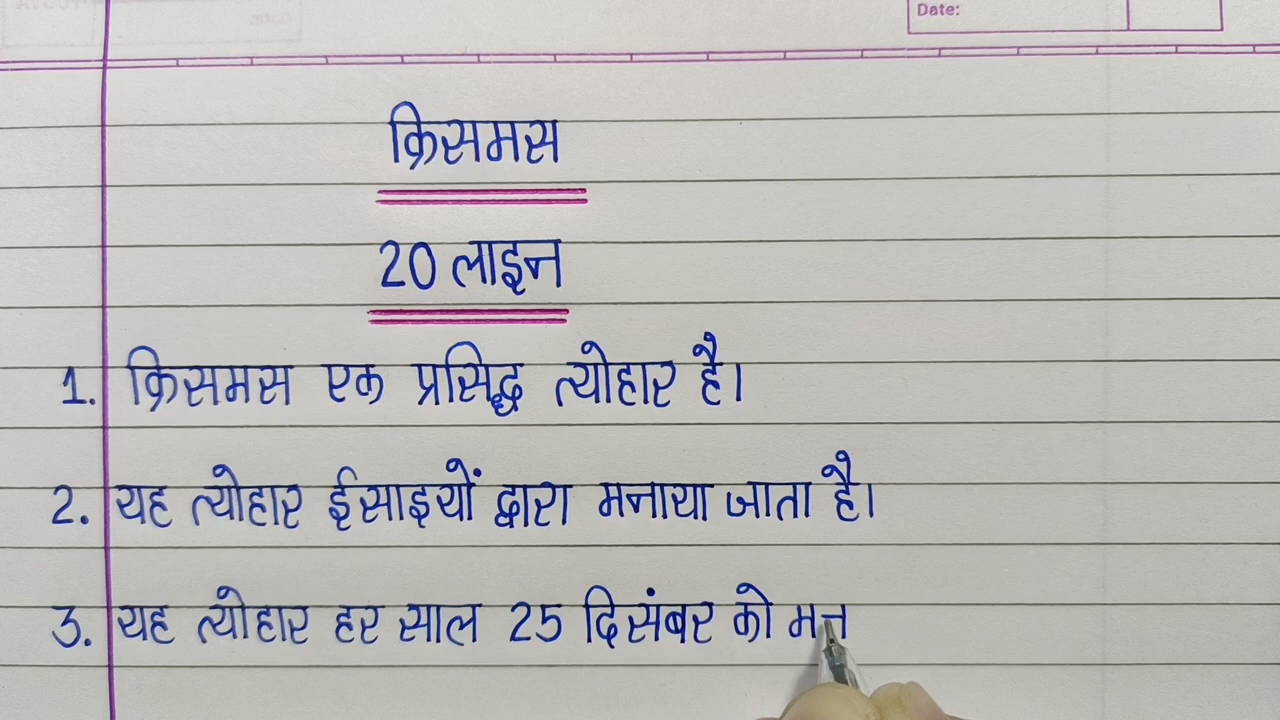 Date:
क्रिसमस
20 लाइन
1. क्रिसमस एक प्रसिद्ध त्योहार है।
2. यह त्योहार ईसाइयों द्वारा मनाया जाता है।
3. यह त्योहार हर साल 25 दिसंबर को मन